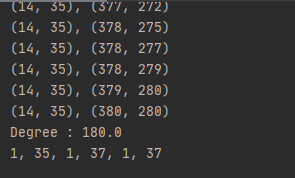 (14, 35), (377, 272)
(14, 35), (378, 275)
(14, 35), (378, 277)
(14, 35), (378, 279)
(14, 35), (379, 280)
(14, 35), (380, 280)
Degree : 180.0
1, 35, 1, 37, 1, 37